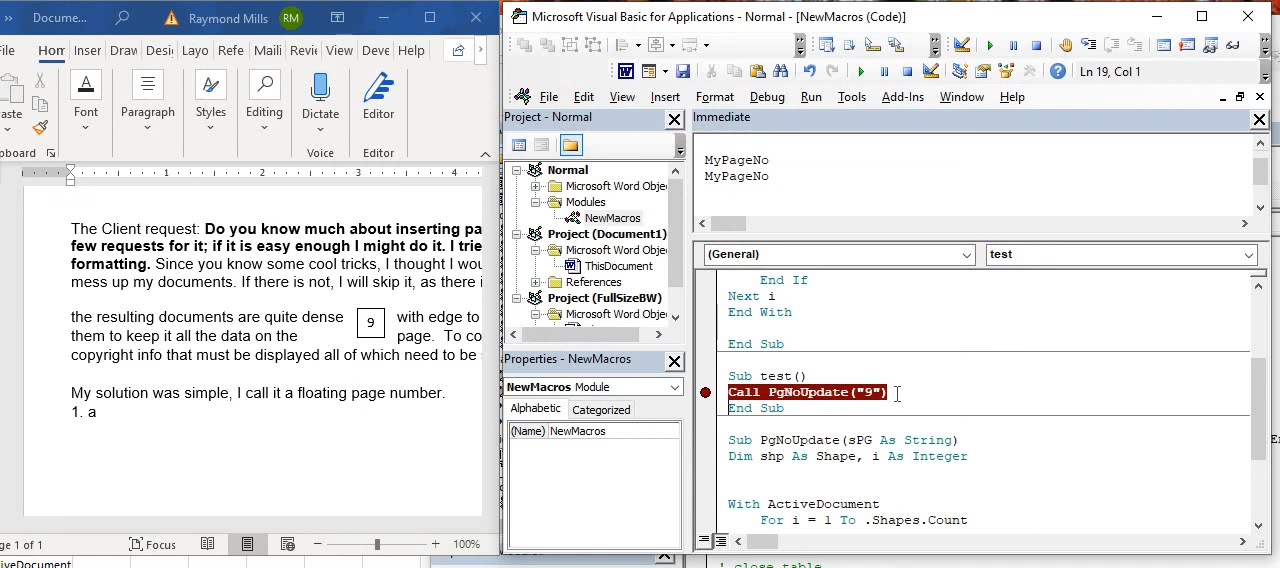 Docume...
Raymond Mills
RM
File
Hom
Inser
Draw
Desig
Layo
Refe
Maili
Revie
View
Deve
Help
Font
Paragraph
Styles
Editing
Dictate
Editor
Voice
Editor
1 2 3 4
The Client request: Do you know much about inserting pa
few requests for it; if it is easy enough I might do it. I trie
formatting. Since you know some cool tricks, I thought I wou
mess up my documents. If there is not, I will skip it, as there
the resulting documents are quite dense 9 with edge to
them to keep it all the data on the page. To co
copyright info that must be displayed all of which need to be
My solution was simple, I call it a floating page number.
1. a
ge 1 of 1
Focus
100%
iveDocument
Microsoft Visual Basic for Applications - Normal - [NewMacros (Code)]
Ln 19, Col 1
File Edit View Insert Format Debug Run Tools Add-Ins Window Help
Project - Normal
Normal
Microsoft Word Obje
Modules
NewMacros
Project (Document1)
Microsoft Word Obje
ThisDocument
References
Project (FullSizeBW)
Microsoft Word Obje
Properties - NewMacros
NewMacros Module
Alphabetic Categorized
(Name) NewMacros
Immediate
MyPageNo
MyPageNo
(General) test
End If
Next i
End With
End Sub
Sub test()
Call PgNoUpdate("9")
End Sub
Sub PgNoUpdate(sPG As String)
Dim shp As Shape, i As Integer
With ActiveDocument
For i = 1 To .Shapes.Count
' close table